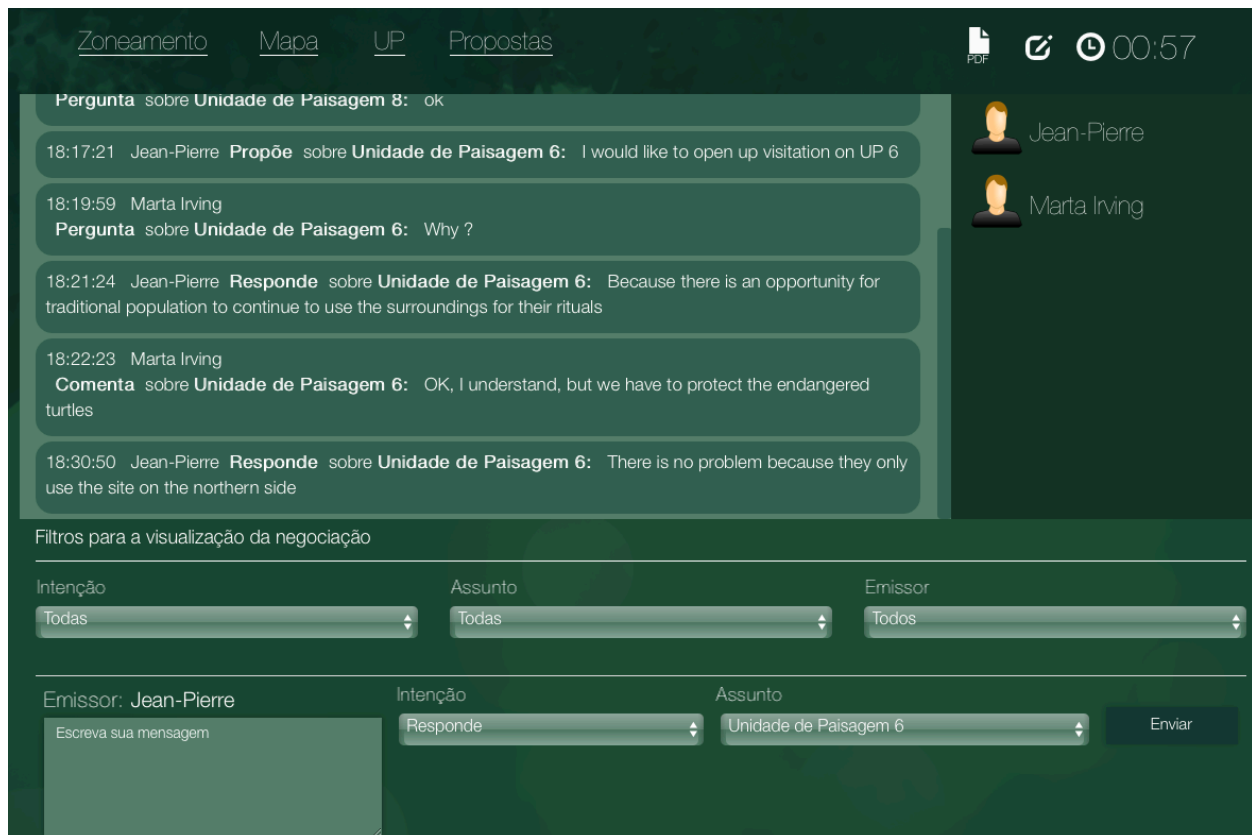 Zoneamento Mapa UP Propostas PDF 00:57
Pergunta sobre Unidade de Paisagem 8: ok
18:17:21 Jean-Pierre Propõe sobre Unidade de Paisagem 6: I would like to open up visitation on UP 6
18:19:59 Marta Irving
Pergunta sobre Unidade de Paisagem 6: Why ?
18:21:24 Jean-Pierre Responde sobre Unidade de Paisagem 6: Because there is an opportunity for
traditional population to continue to use the surroundings for their rituals
18:22:23 Marta Irving
Comenta sobre Unidade de Paisagem 6: OK, I understand, but we have to protect the endangered
turtles
18:30:50 Jean-Pierre Responde sobre Unidade de Paisagem 6: There is no problem because they only
use the site on the northern side
Jean-Pierre
Marta Irving
Filtros para a visualização da negociação
Intenção Assunto Emissor
Todas Todas Todos
Emissor: Jean-Pierre Intenção Assunto
Escreva sua mensagem Responde Unidade de Paisagem 6 Enviar